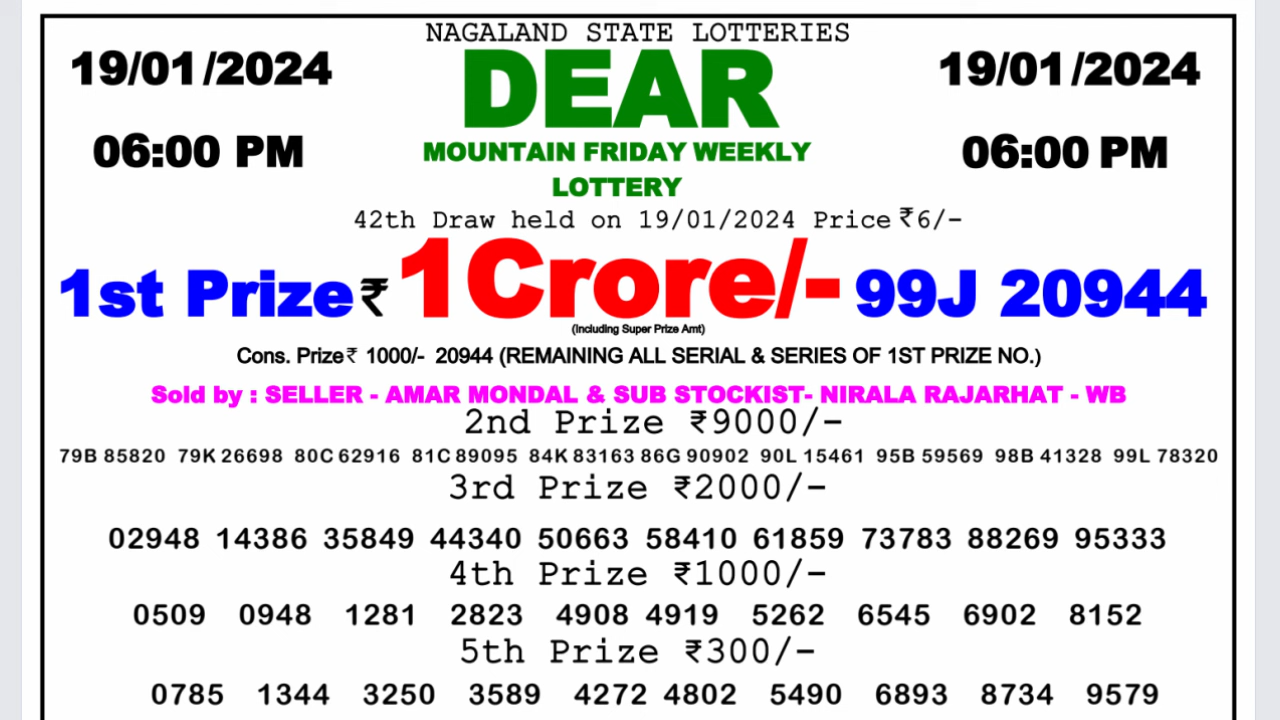 NAGALAND STATE LOTTERIES
19/01/2024 DEAR 19/01/2024
06:00 PM MOUNTAIN FRIDAY WEEKLY 06:00 PM
LOTTERY
42th Draw held on 19/01/2024 Price ₹6/-
1st Prize ₹ 1Crore/- 99J 20944
(Including Super Prize Amt)
Cons. Prize₹ 1000/- 20944 (REMAINING ALL SERIAL & SERIES OF 1ST PRIZE NO.)
Sold by : SELLER - AMAR MONDAL & SUB STOCKIST- NIRALA RAJARHAT - WB
2nd Prize ₹9000/-
79B 85820 79K 26698 80C 62916 81C 89095 84K 83163 86G 90902 90L 15461 95B 59569 98B 41328 99L 78320
3rd Prize ₹2000/-
02948 14386 35849 44340 50663 58410 61859 73783 88269 95333
4th Prize ₹1000/-
0509 0948 1281 2823 4908 4919 5262 6545 6902 8152
5th Prize ₹300/-
0785 1344 3250 3589 4272 4802 5490 6893 8734 9579